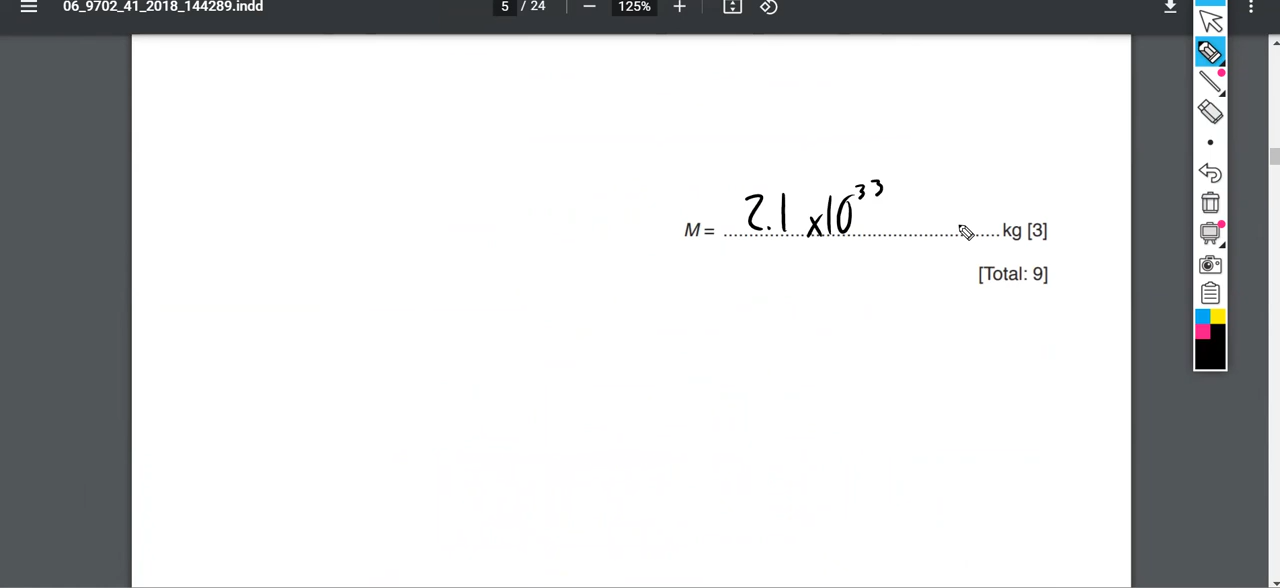 06_9702_41_2018_144289.indd 5 / 24 125%
M = 2.1 x10³³ kg [3]
[Total: 9]